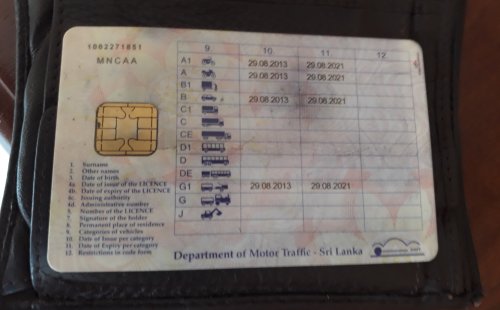 1002271851
MNCAA
9. 10. 11. 12.
A1 29.08.2013 29.08.2021
A 29.08.2013 29.08.2021
B1
B 29.08.2013 29.08.2021
C1
C
CE
D1
D
DE
G1 29.08.2013 29.08.2021
G
J
1. Surname
2. Other names
3. Date of birth
4a Date of issue of the LICENCE
4b. Date of expiry of the LICENCE
4c. Issuing authority
4d. Administrative number
5. Number of the LICENCE
7. Signature of the holder
8. Permanent place of residence
9. Categories of vehicles
10. Date of Issue per category
11. Date of Expiry per category
12. Restrictions in code form
Department of Motor Traffic - Sri Lanka